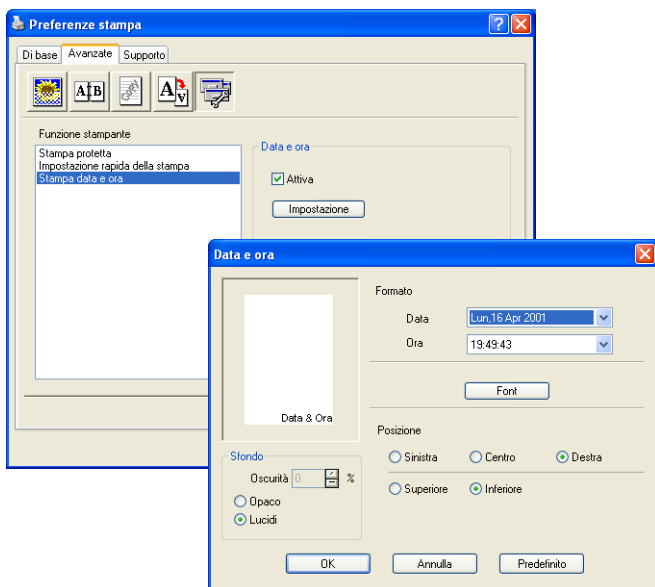 Preferenze stampa
Di base Avanzate Supporto
A B
Copy
A
V
Funzione stampante
Stampa protetta
Impostazione rapida della stampa
Stampa data e ora
Data e ora
Attiva
Impostazione
Data e ora
Data & Ora
Formato
Data Lun,16 Apr 2001
Ora 19:49:43
Font
Posizione
Sinistra Centro Destra
Superiore Inferiore
Sfondo
Oscurità 0 %
Opaco
Lucidi
OK Annulla Predefinito